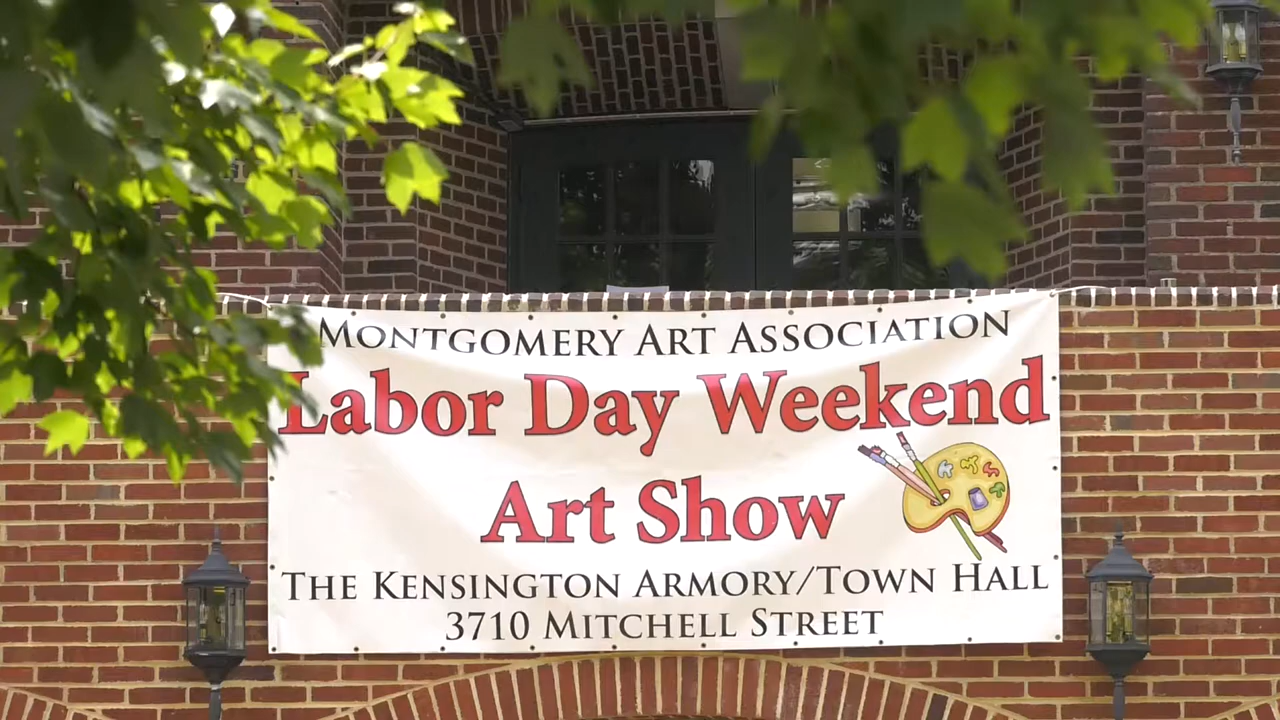 MONTGOMERY ART ASSOCIATION
Labor Day Weekend
Art Show
THE KENSINGTON ARMORY/TOWN HALL
3710 MITCHELL STREET